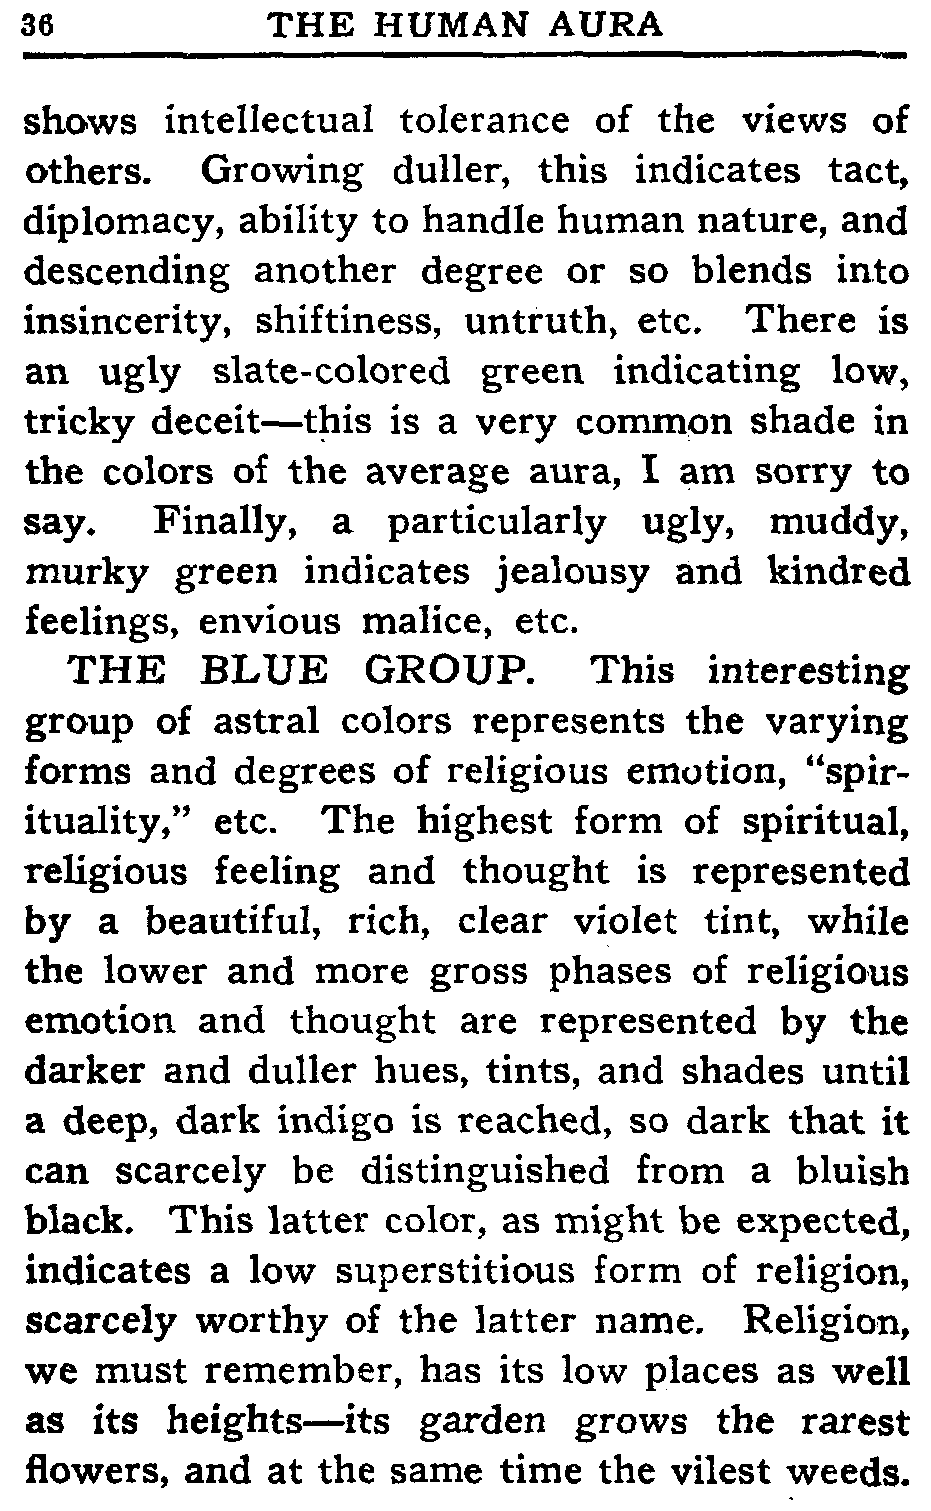 36 THE HUMAN AURA
shows intellectual tolerance of the views of
others. Growing duller, this indicates tact,
diplomacy, ability to handle human nature, and
descending another degree or so blends into
insincerity, shiftiness, untruth, etc. There is
an ugly slate-colored green indicating low,
tricky deceit—this is a very common shade in
the colors of the average aura, I am sorry to
say. Finally, a particularly ugly, muddy,
murky green indicates jealousy and kindred
feelings, envious malice, etc.
THE BLUE GROUP. This interesting
group of astral colors represents the varying
forms and degrees of religious emotion, “spir-
ituality,” etc. The highest form of spiritual,
religious feeling and thought is represented
by a beautiful, rich, clear violet tint, while
the lower and more gross phases of religious
emotion and thought are represented by the
darker and duller hues, tints, and shades until
a deep, dark indigo is reached, so dark that it
can scarcely be distinguished from a bluish
black. This latter color, as might be expected,
indicates a low superstitious form of religion,
scarcely worthy of the latter name. Religion,
we must remember, has its low places as well
as its heights—its garden grows the rarest
flowers, and at the same time the vilest weeds.